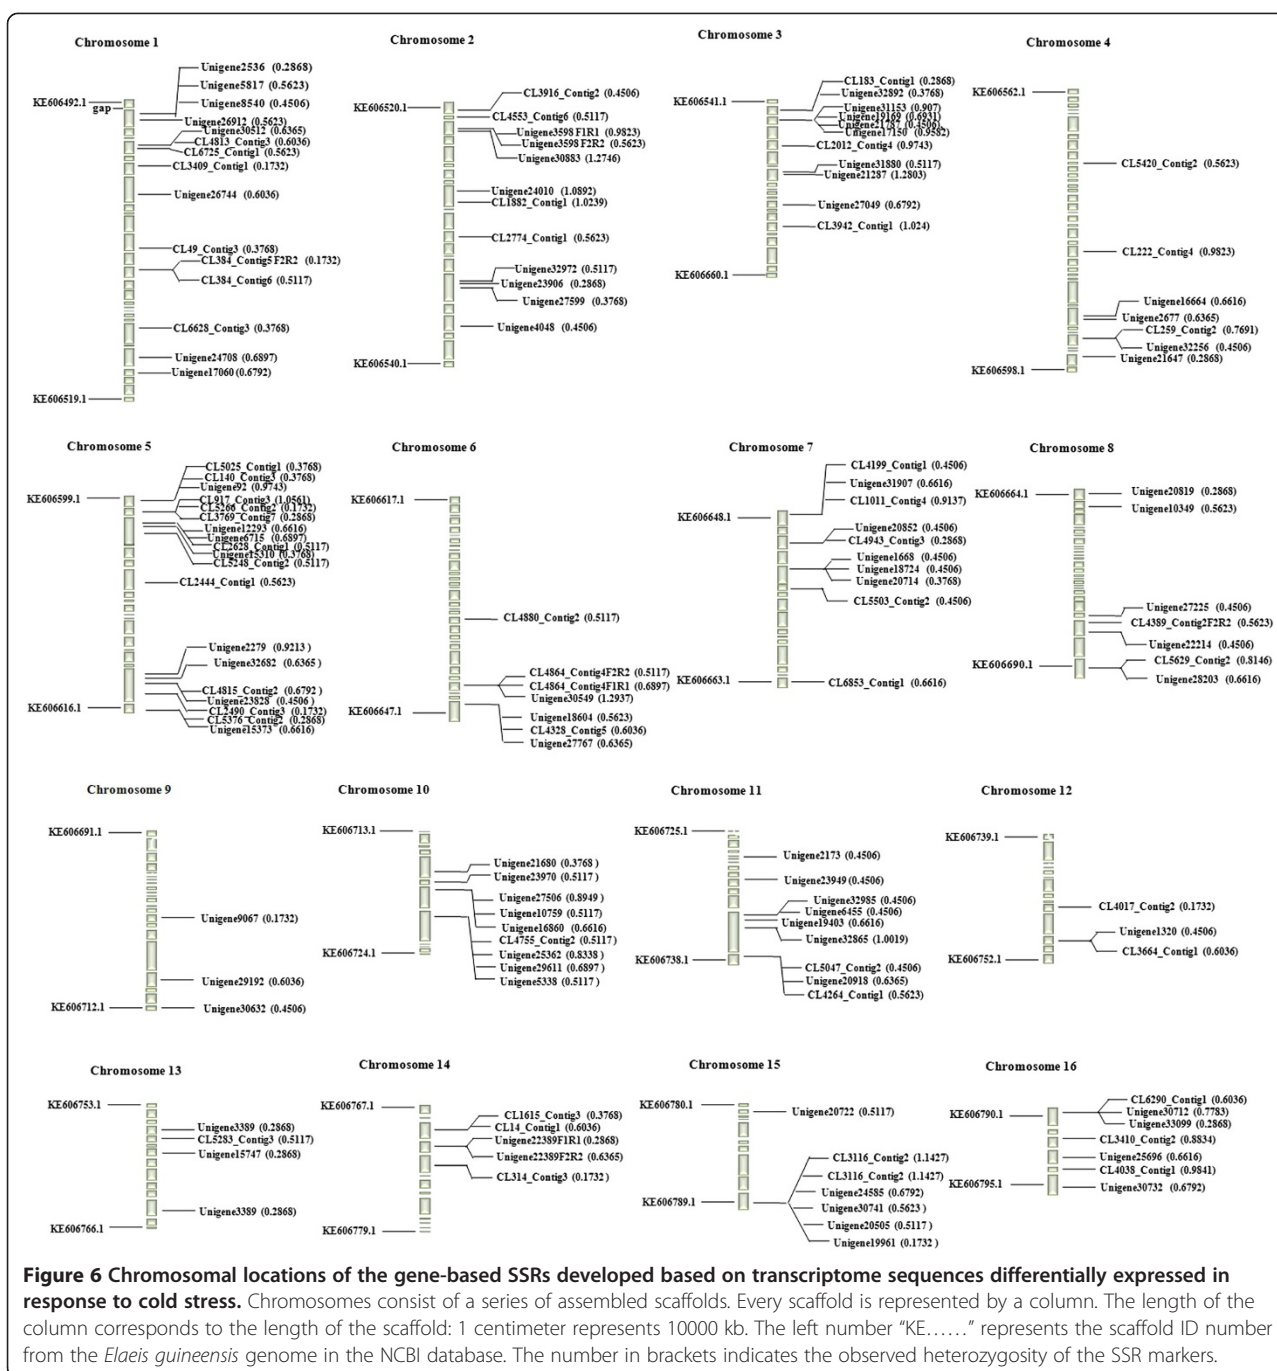 Chromosome 1
Unigene2536 (0.2868)
Unigene5817 (0.5623)
KE606492.1
gap
Unigene8540 (0.4506)
Unigene26912 (0.5623)
Unigene30512 (0.6365)
CL4813_Contig3 (0.6036)
CL6725_Contig1 (0.5623)
CL3409_Contig1 (0.1732)
Unigene26744 (0.6036)
CL49_Contig3 (0.3768)
CL384_Contig5F2R2 (0.1732)
CL384_Contig6 (0.5117)
CL6628_Contig3 (0.3768)
Unigene24708 (0.6897)
Unigene17060 (0.6792)
KE606519.1
Chromosome 2
CL3916_Contig2 (0.4506)
KE606520.1
CL4553_Contig6 (0.5117)
Unigene3598F1R1 (0.9823)
Unigene3598F2R2 (0.5623)
Unigene30883 (1.2746)
Unigene24010 (1.0892)
CL1882_Contig1 (1.0239)
CL2774_Contig1 (0.5623)
Unigene32972 (0.5117)
Unigene23906 (0.2868)
Unigene27599 (0.3768)
Unigene4048 (0.4506)
KE606540.1
Chromosome 3
CL183_Contig1 (0.2868)
Unigene32892 (0.3768)
KE606541.1
Unigene31153 (0.907)
Unigene19169 (0.6931)
Unigene21787 (0.4506)
Unigene17150 (0.9582)
CL2012_Contig4 (0.9743)
Unigene31880 (0.5117)
Unigene21287 (1.2803)
Unigene27049 (0.6792)
CL3942_Contig1 (1.024)
KE606660.1
Chromosome 4
KE606562.1
CL5420_Contig2 (0.5623)
CL222_Contig4 (0.9823)
Unigene16664 (0.6616)
Unigene2677 (0.6365)
CL259_Contig2 (0.7691)
Unigene32256 (0.4506)
Unigene21647 (0.2868)
KE606598.1
Chromosome 5
CL5025_Contig1 (0.3768)
CL140_Contig3 (0.3768)
Unigene92 (0.9743)
KE606599.1
CL917_Contig3 (1.0561)
CL5266_Contig2 (0.1732)
CL3769_Contig7 (0.2868)
Unigene12293 (0.6616)
Unigene6715 (0.6897)
CL2628_Contig1 (0.5117)
Unigene15310 (0.3768)
CL5248_Contig2 (0.5117)
CL2444_Contig1 (0.5623)
Unigene2279 (0.9213)
Unigene32682 (0.6365)
CL4815_Contig2 (0.6792)
Unigene23828 (0.4506)
CL2490_Contig3 (0.1732)
KE606616.1
CL5376_Contig2 (0.2868)
Unigene15373 (0.6616)
Chromosome 6
KE606617.1
CL4880_Contig2 (0.5117)
CL4864_Contig4F2R2 (0.5117)
CL4864_Contig4F1R1 (0.6897)
Unigene30549 (1.2937)
KE606647.1
Unigene18604 (0.5623)
CL4328_Contig5 (0.6036)
Unigene27767 (0.6365)
Chromosome 7
CL4199_Contig1 (0.4506)
Unigene31907 (0.6616)
CL1011_Contig4 (0.9137)
KE606648.1
Unigene20852 (0.4506)
CL4943_Contig3 (0.2868)
Unigene1668 (0.4506)
Unigene18724 (0.4506)
Unigene20714 (0.3768)
CL5503_Contig2 (0.4506)
KE606663.1
CL6853_Contig1 (0.6616)
Chromosome 8
KE606664.1
Unigene20819 (0.2868)
Unigene10349 (0.5623)
Unigene27225 (0.4506)
CL4389_Contig2F2R2 (0.5623)
Unigene22214 (0.4506)
CL5629_Contig2 (0.8146)
KE606690.1
Unigene28203 (0.6616)
Chromosome 9
KE606691.1
Unigene9067 (0.1732)
Unigene29192 (0.6036)
KE606712.1
Unigene30632 (0.4506)
Chromosome 10
KE606713.1
Unigene21680 (0.3768)
Unigene23970 (0.5117)
Unigene27506 (0.8949)
Unigene10759 (0.5117)
Unigene16860 (0.6616)
CL4755_Contig2 (0.5117)
KE606724.1
Unigene25362 (0.8338)
Unigene29611 (0.6897)
Unigene5338 (0.5117)
Chromosome 11
KE606725.1
Unigene2173 (0.4506)
Unigene23949 (0.4506)
Unigene32985 (0.4506)
Unigene6455 (0.4506)
Unigene19403 (0.6616)
Unigene32865 (1.0019)
KE606738.1
CL5047_Contig2 (0.4506)
Unigene20918 (0.6365)
CL4264_Contig1 (0.5623)
Chromosome 12
KE606739.1
CL4017_Contig2 (0.1732)
Unigene1320 (0.4506)
CL3664_Contig1 (0.6036)
KE606752.1
Chromosome 13
KE606753.1
Unigene3389 (0.2868)
CL5283_Contig3 (0.5117)
Unigene15747 (0.2868)
Unigene3389 (0.2868)
KE606766.1
Chromosome 14
KE606767.1
CL1615_Contig3 (0.3768)
CL14_Contig1 (0.6036)
Unigene22389F1R1 (0.2868)
Unigene22389F2R2 (0.6365)
CL314_Contig3 (0.1732)
KE606779.1
Chromosome 15
KE606780.1
Unigene20722 (0.5117)
CL3116_Contig2 (1.1427)
CL3116_Contig2 (1.1427)
Unigene24585 (0.6792)
KE606789.1
Unigene30741 (0.5623)
Unigene20505 (0.5117)
Unigene19961 (0.1732)
Chromosome 16
CL6290_Contig1 (0.6036)
KE606790.1
Unigene30712 (0.7783)
Unigene33099 (0.2868)
CL3410_Contig2 (0.8834)
Unigene25696 (0.6616)
CL4038_Contig1 (0.9841)
KE606795.1
Unigene30732 (0.6792)
Figure 6 Chromosomal locations of the gene-based SSRs developed based on transcriptome sequences differentially expressed in
response to cold stress. Chromosomes consist of a series of assembled scaffolds. Every scaffold is represented by a column. The length of the
column corresponds to the length of the scaffold: 1 centimeter represents 10000 kb. The left number “KE……” represents the scaffold ID number
from the Elaeis guineensis genome in the NCBI database. The number in brackets indicates the observed heterozygosity of the SSR markers.